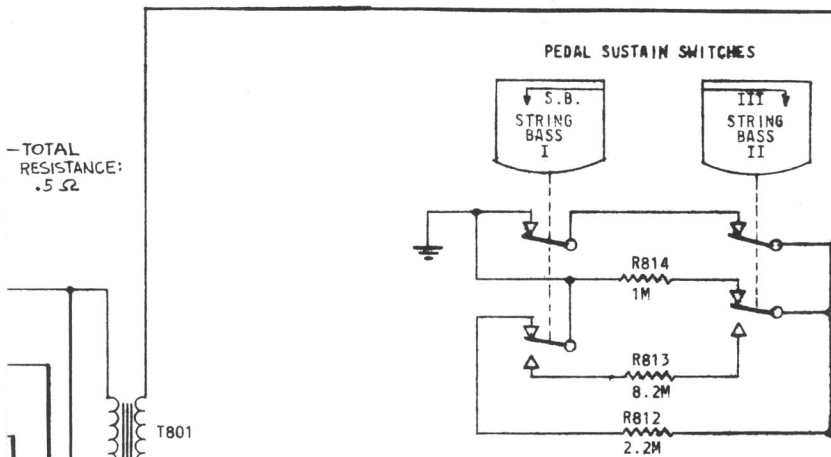 PEDAL SUSTAIN SWITCHES
S.B.
STRING
BASS
I
III
STRING
BASS
II
TOTAL
RESISTANCE:
.5 Ω
R814
1M
R813
8.2M
R812
2.2M
T801